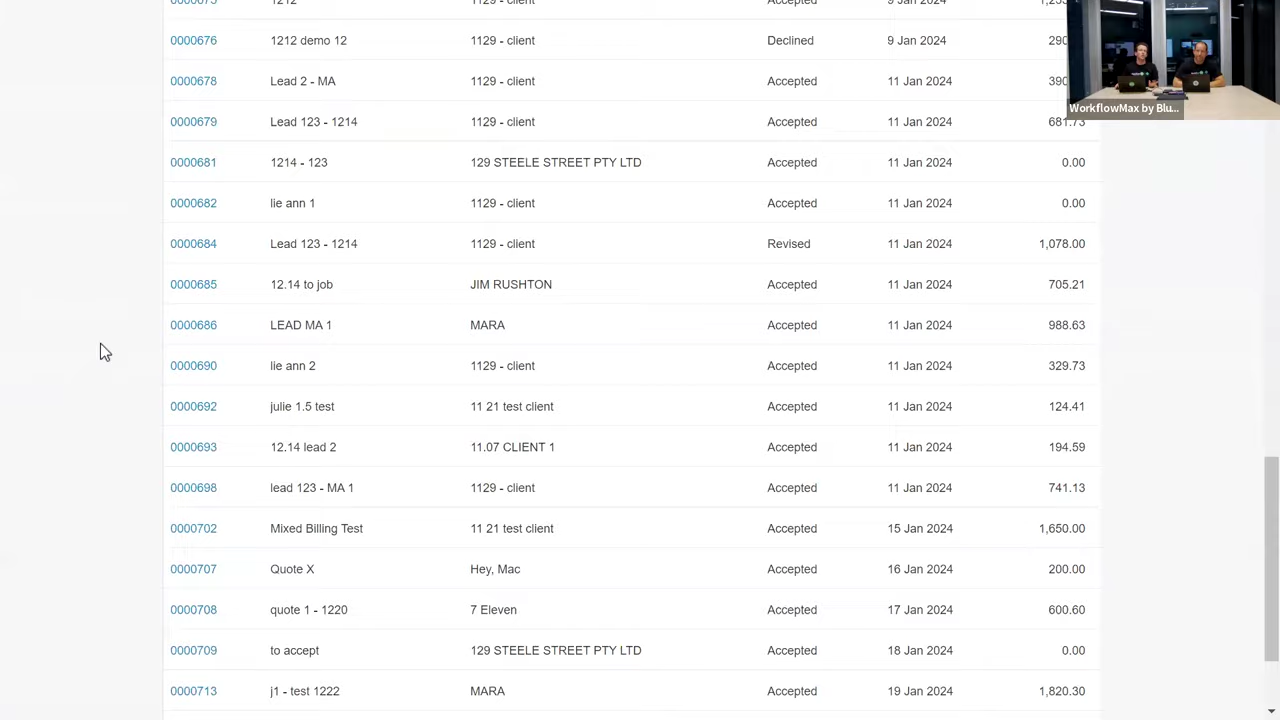 0000676 1212 demo 12 1129 - client Declined 9 Jan 2024
0000678 Lead 2 - MA 1129 - client Accepted 11 Jan 2024
WorkflowMax by Blu...
0000679 Lead 123 - 1214 1129 - client Accepted 11 Jan 2024 681.73
0000681 1214 - 123 129 STEELE STREET PTY LTD Accepted 11 Jan 2024 0.00
0000682 lie ann 1 1129 - client Accepted 11 Jan 2024 0.00
0000684 Lead 123 - 1214 1129 - client Revised 11 Jan 2024 1,078.00
0000685 12.14 to job JIM RUSHTON Accepted 11 Jan 2024 705.21
0000686 LEAD MA 1 MARA Accepted 11 Jan 2024 988.63
0000690 lie ann 2 1129 - client Accepted 11 Jan 2024 329.73
0000692 julie 1.5 test 11 21 test client Accepted 11 Jan 2024 124.41
0000693 12.14 lead 2 11.07 CLIENT 1 Accepted 11 Jan 2024 194.59
0000698 lead 123 - MA 1 1129 - client Accepted 11 Jan 2024 741.13
0000702 Mixed Billing Test 11 21 test client Accepted 15 Jan 2024 1,650.00
0000707 Quote X Hey, Mac Accepted 16 Jan 2024 200.00
0000708 quote 1 - 1220 7 Eleven Accepted 17 Jan 2024 600.60
0000709 to accept 129 STEELE STREET PTY LTD Accepted 18 Jan 2024 0.00
0000713 j1 - test 1222 MARA Accepted 19 Jan 2024 1,820.30